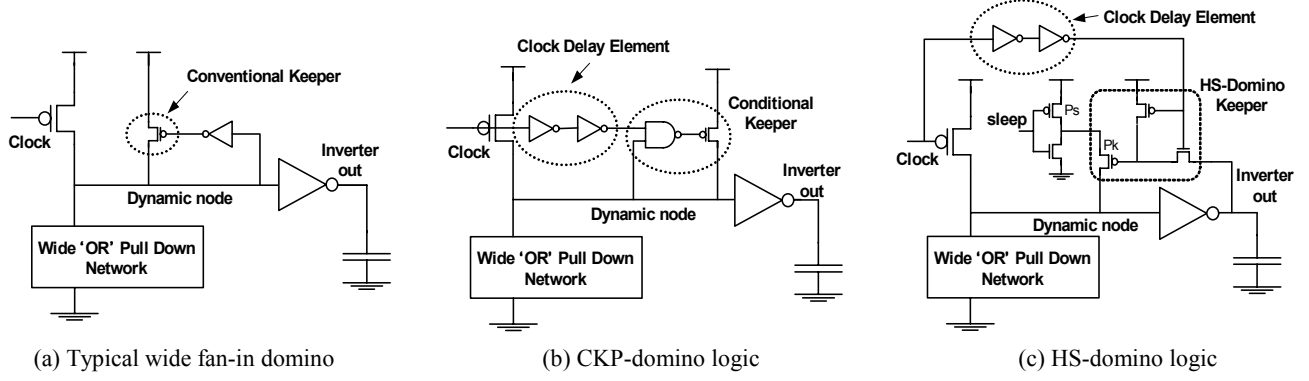 Conventional Keeper
Clock
Inverter
out
Dynamic node
Wide 'OR' Pull Down
Network
(a) Typical wide fan-in domino
Clock Delay Element
Conditional
Keeper
Clock
Inverter
out
Dynamic node
Wide 'OR' Pull Down
Network
(b) CKP-domino logic
Clock Delay Element
HS-Domino
Keeper
Ps
sleep
Clock
Pk
Inverter
out
Dynamic node
Wide 'OR' Pull Down
Network
(c) HS-domino logic